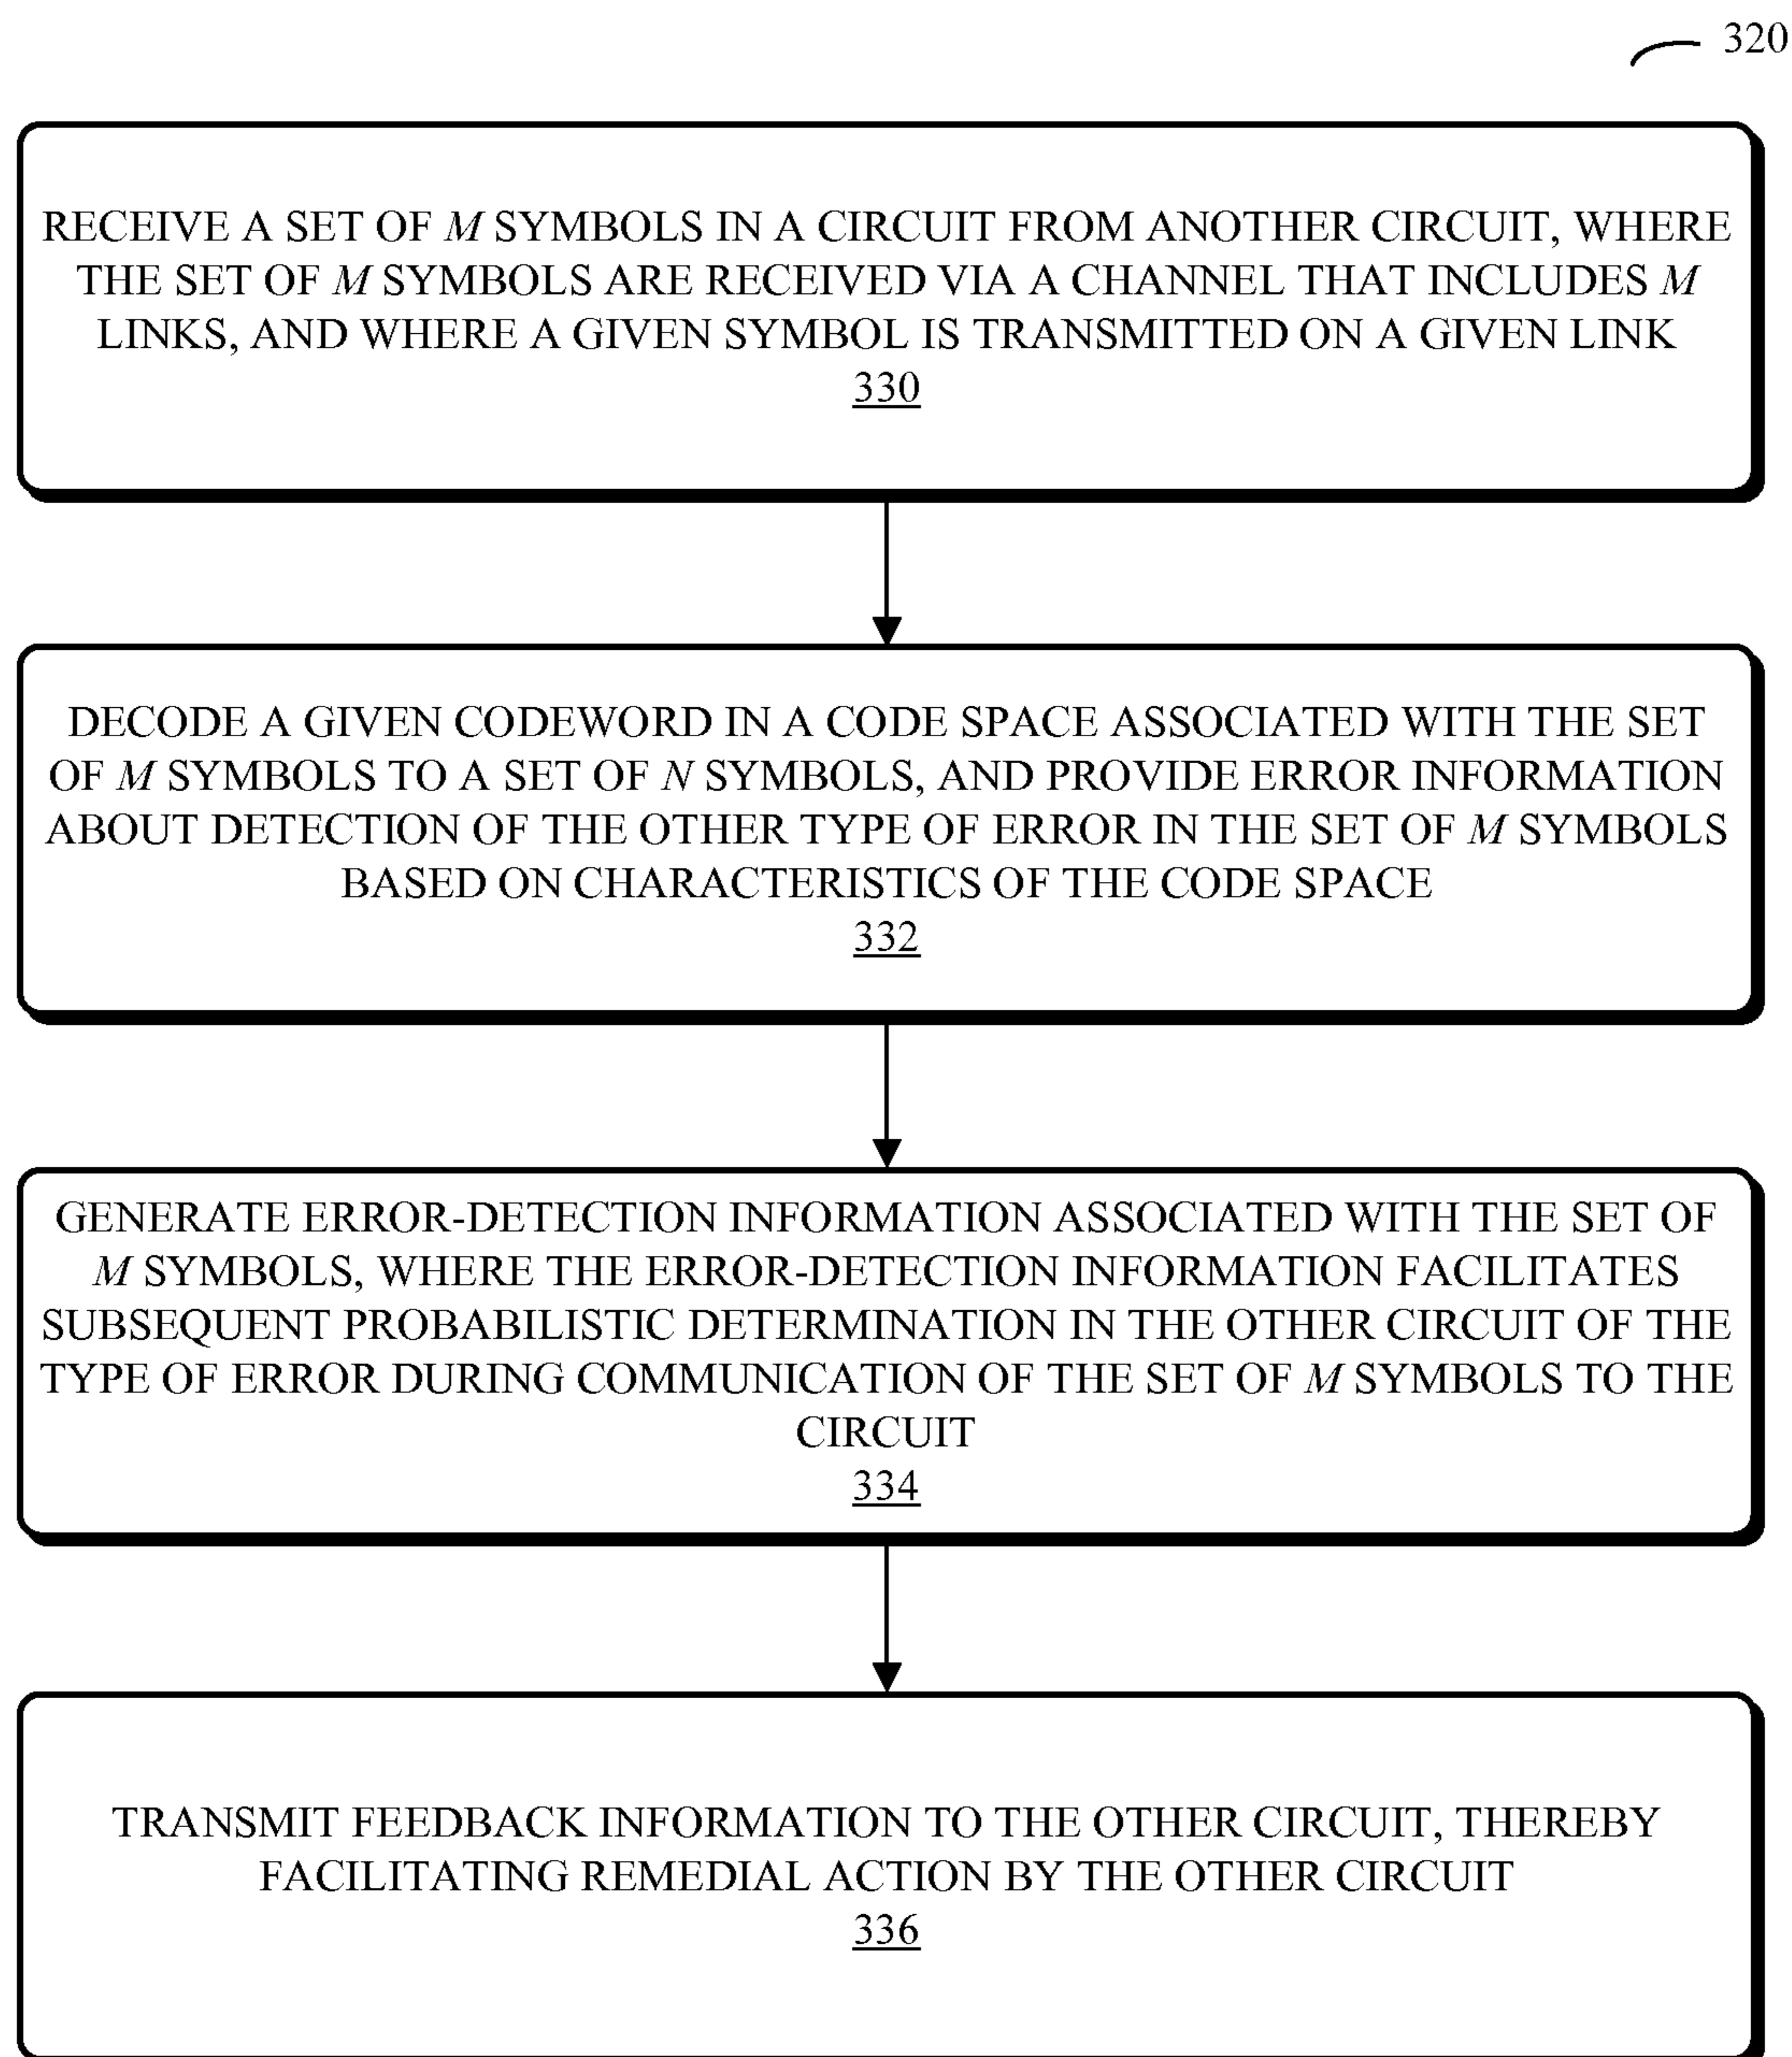 320
RECEIVE A SET OF M SYMBOLS IN A CIRCUIT FROM ANOTHER CIRCUIT, WHERE
THE SET OF M SYMBOLS ARE RECEIVED VIA A CHANNEL THAT INCLUDES M
LINKS, AND WHERE A GIVEN SYMBOL IS TRANSMITTED ON A GIVEN LINK
330
DECODE A GIVEN CODEWORD IN A CODE SPACE ASSOCIATED WITH THE SET
OF M SYMBOLS TO A SET OF N SYMBOLS, AND PROVIDE ERROR INFORMATION
ABOUT DETECTION OF THE OTHER TYPE OF ERROR IN THE SET OF M SYMBOLS
BASED ON CHARACTERISTICS OF THE CODE SPACE
332
GENERATE ERROR-DETECTION INFORMATION ASSOCIATED WITH THE SET OF
M SYMBOLS, WHERE THE ERROR-DETECTION INFORMATION FACILITATES
SUBSEQUENT PROBABILISTIC DETERMINATION IN THE OTHER CIRCUIT OF THE
TYPE OF ERROR DURING COMMUNICATION OF THE SET OF M SYMBOLS TO THE
CIRCUIT
334
TRANSMIT FEEDBACK INFORMATION TO THE OTHER CIRCUIT, THEREBY
FACILITATING REMEDIAL ACTION BY THE OTHER CIRCUIT
336